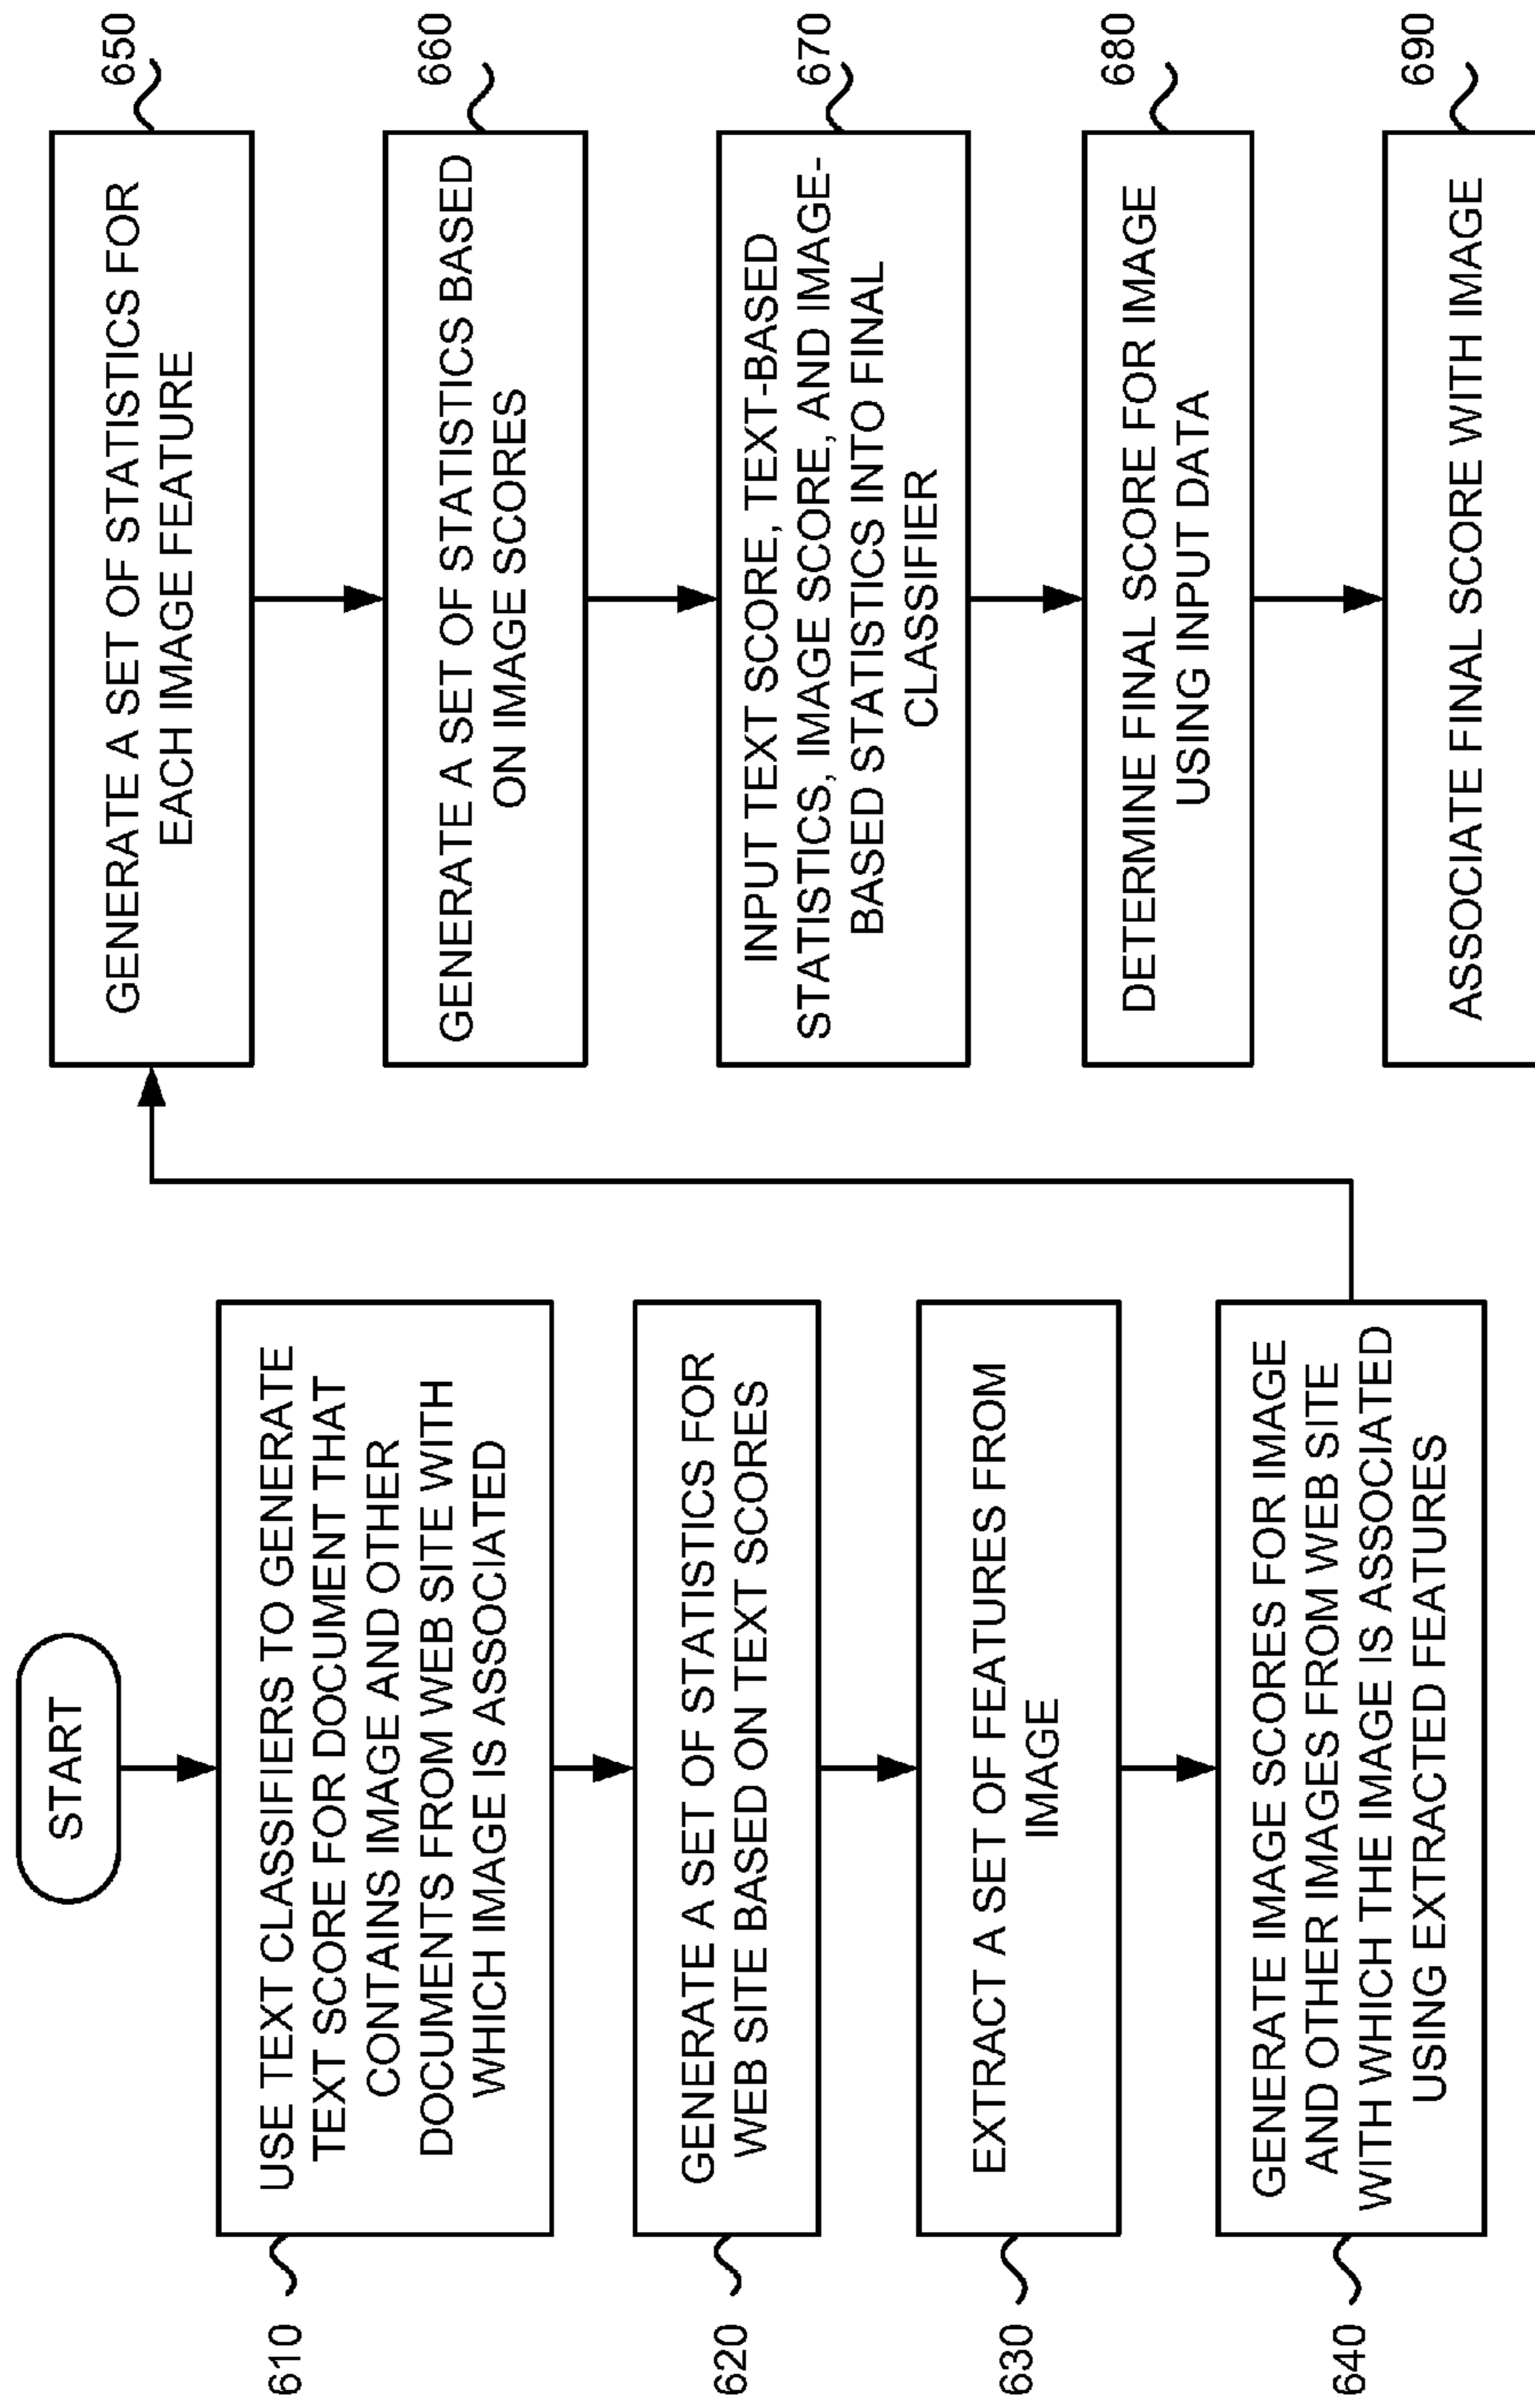 START
610
USE TEXT CLASSIFIERS TO GENERATE
TEXT SCORE FOR DOCUMENT THAT
CONTAINS IMAGE AND OTHER
DOCUMENTS FROM WEB SITE WITH
WHICH IMAGE IS ASSOCIATED
620
GENERATE A SET OF STATISTICS FOR
WEB SITE BASED ON TEXT SCORES
630
EXTRACT A SET OF FEATURES FROM
IMAGE
640
GENERATE IMAGE SCORES FOR IMAGE
AND OTHER IMAGES FROM WEB SITE
WITH WHICH THE IMAGE IS ASSOCIATED
USING EXTRACTED FEATURES
650
GENERATE A SET OF STATISTICS FOR
EACH IMAGE FEATURE
660
GENERATE A SET OF STATISTICS BASED
ON IMAGE SCORES
670
INPUT TEXT SCORE, TEXT-BASED
STATISTICS, IMAGE SCORE, AND IMAGE-
BASED STATISTICS INTO FINAL
CLASSIFIER
680
DETERMINE FINAL SCORE FOR IMAGE
USING INPUT DATA
690
ASSOCIATE FINAL SCORE WITH IMAGE